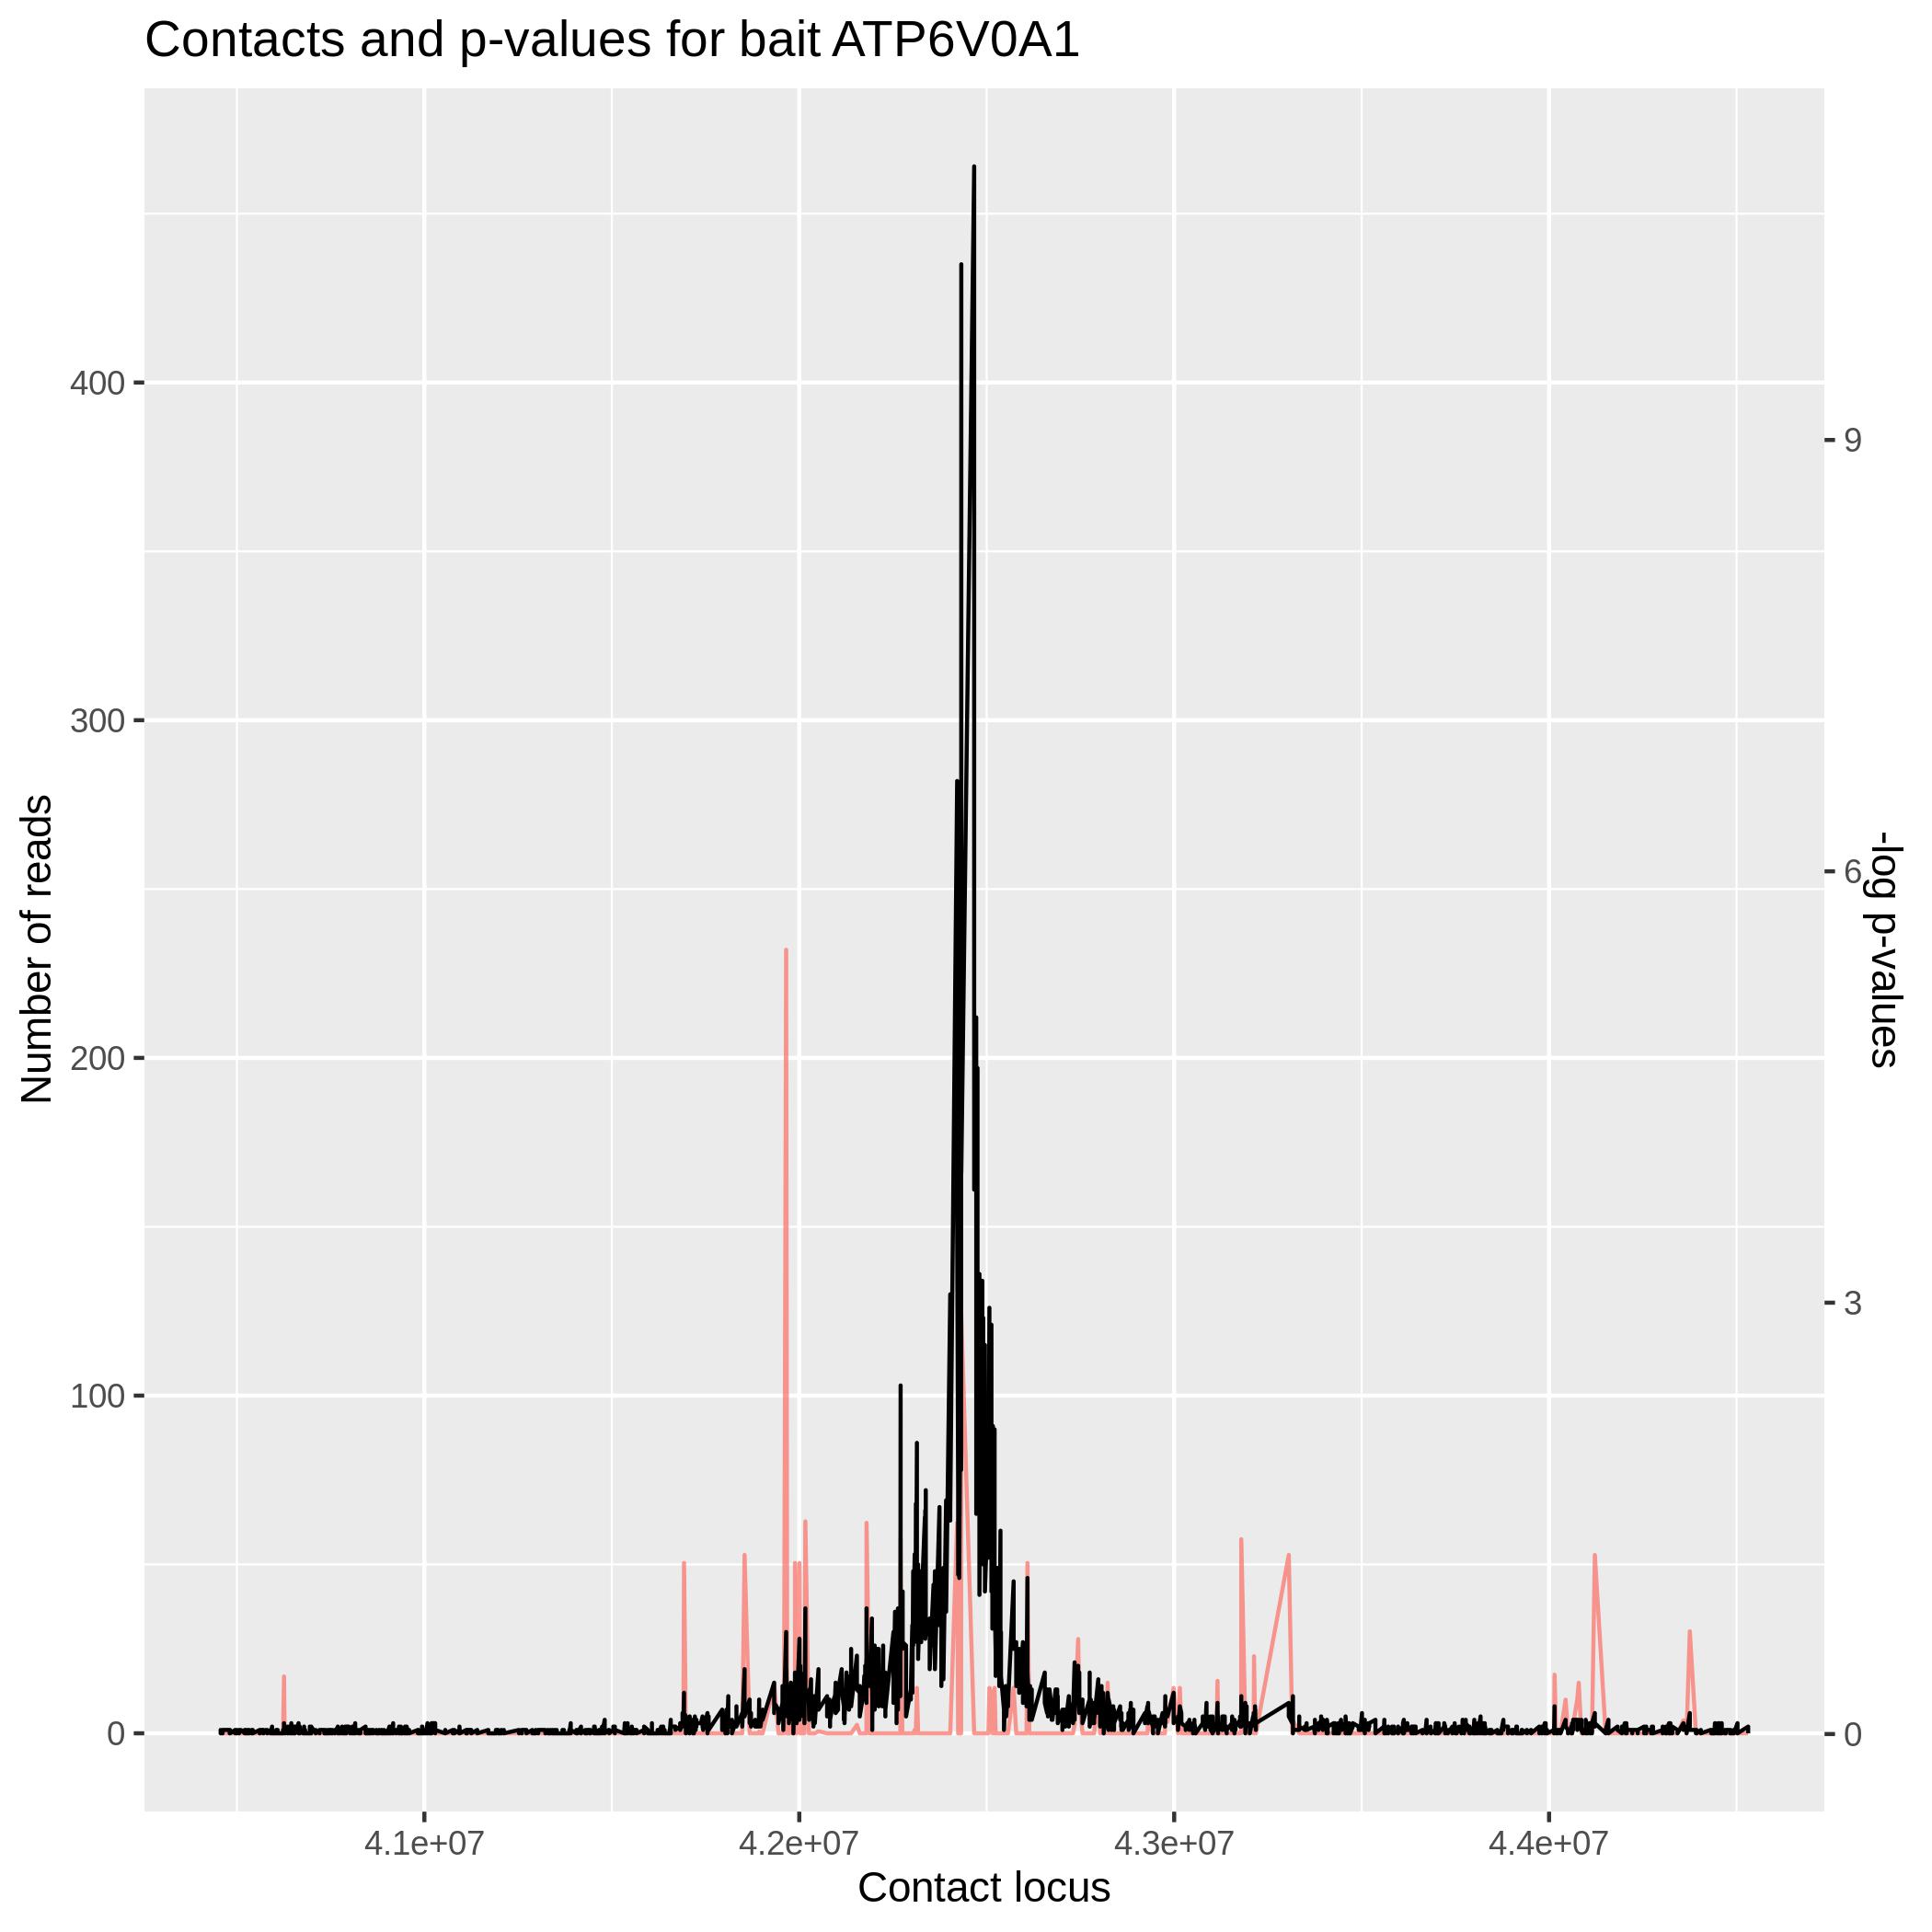 Contacts and p-values for bait ATP6V0A1
Number of reads
400
300
200
100
0
9
6
3
0
-log p-values
4.1e+07
4.2e+07
4.3e+07
4.4e+07
Contact locus